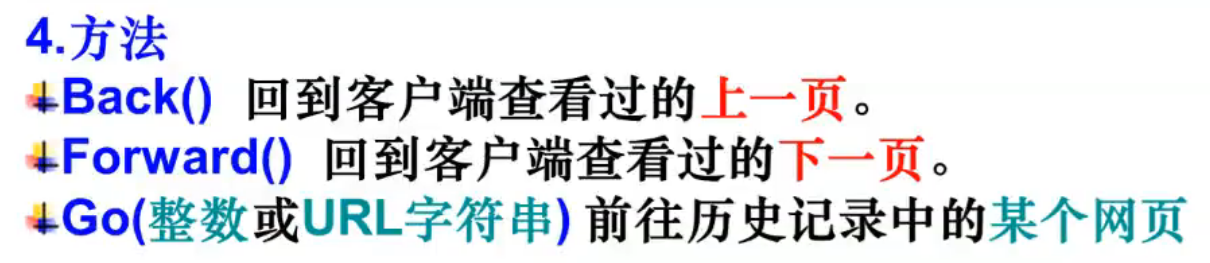 4.方法
Back() 回到客户端查看过的上一页。
Forward() 回到客户端查看过的下一页。
Go(整数或URL字符串) 前往历史记录中的某个网页